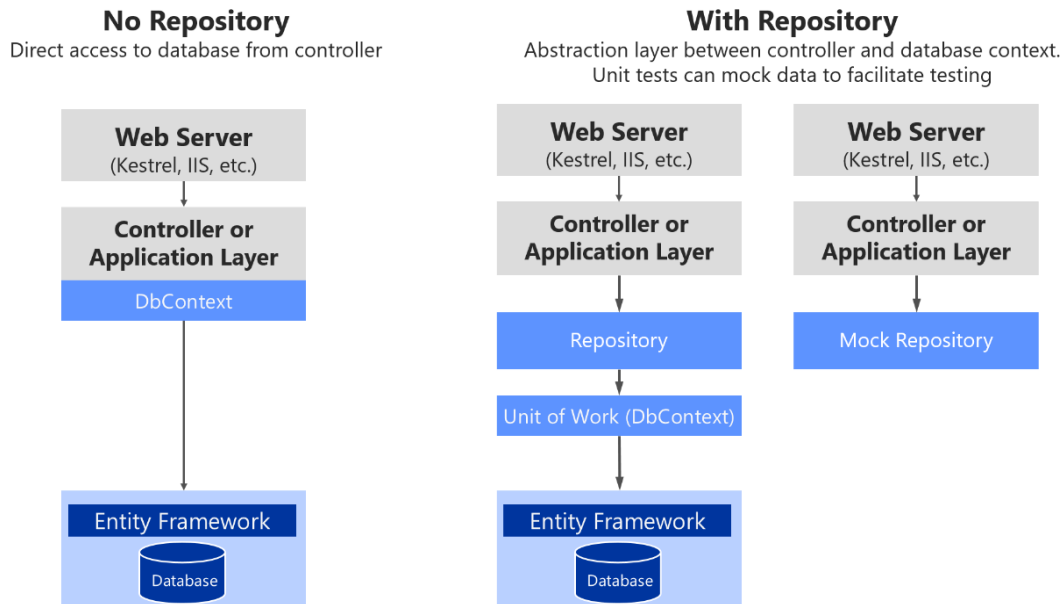 No Repository
Direct access to database from controller
Web Server
(Kestrel, IIS, etc.)
Controller or
Application Layer
DbContext
Entity Framework
Database
With Repository
Abstraction layer between controller and database context.
Unit tests can mock data to facilitate testing
Web Server
(Kestrel, IIS, etc.)
Controller or
Application Layer
Repository
Unit of Work (DbContext)
Entity Framework
Database
Web Server
(Kestrel, IIS, etc.)
Controller or
Application Layer
Mock Repository